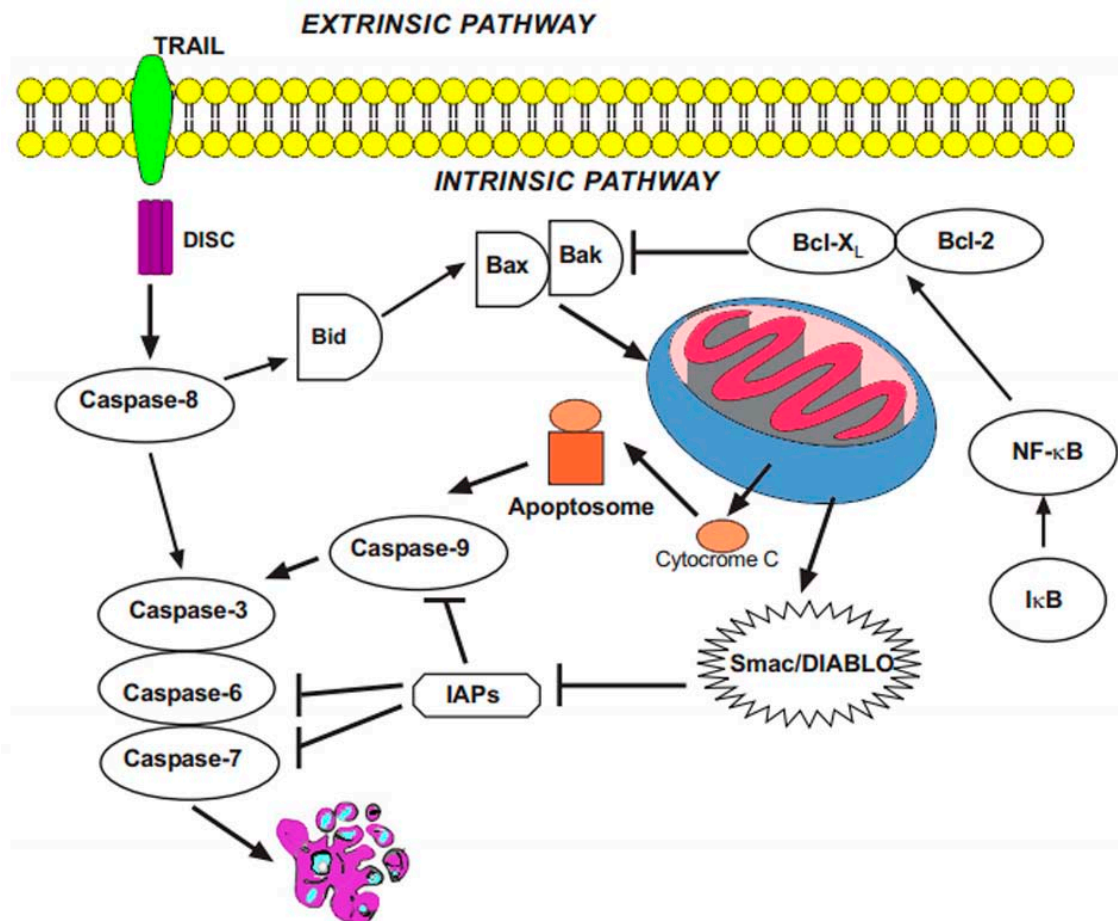 EXTRINSIC PATHWAY
TRAIL
INTRINSIC PATHWAY
DISC
Bax
Bak
Bcl-XL
Bcl-2
Bid
Caspase-8
NF-κB
Apoptosome
Caspase-9
Cytocrome C
IκB
Caspase-3
Smac/DIABLO
Caspase-6
IAPs
Caspase-7